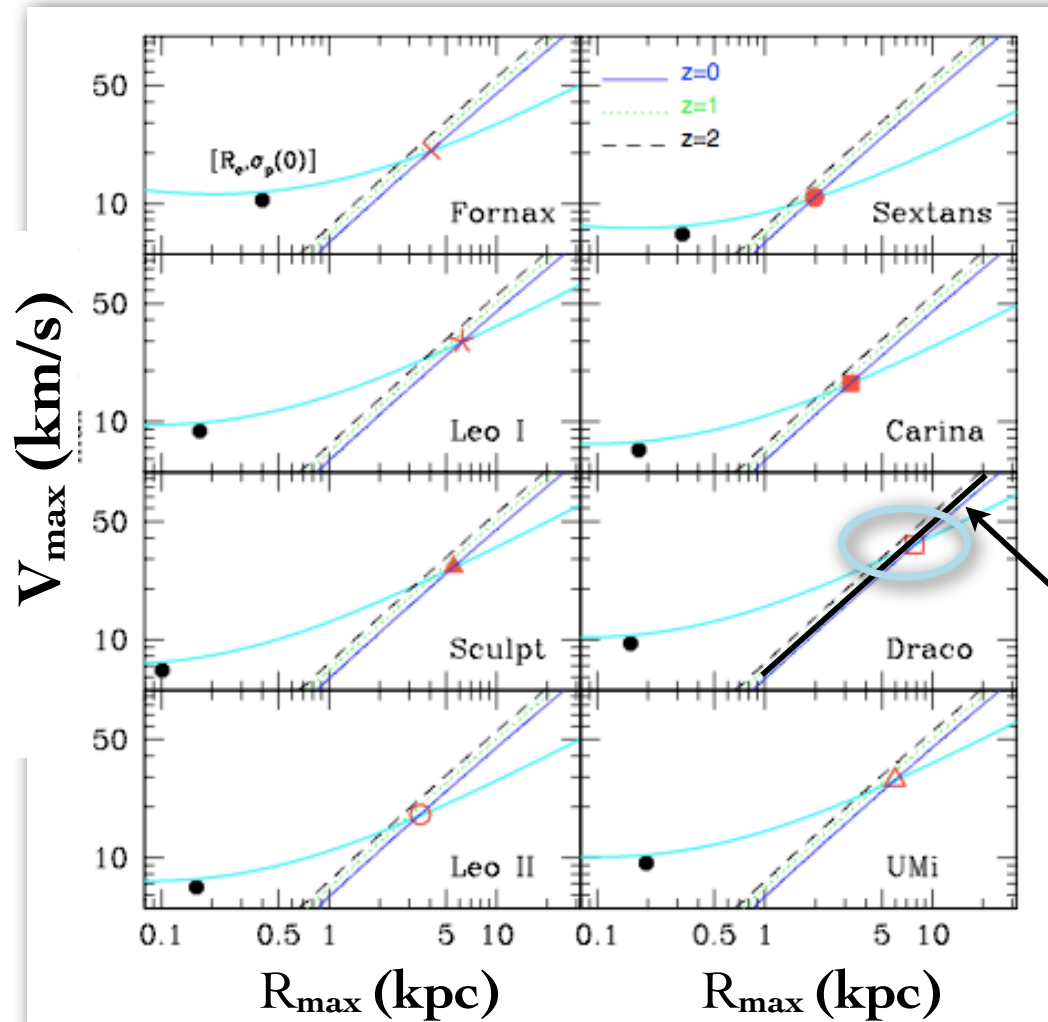 50
10
[Re,σp(0)]
Fornax
z=0
z=1
z=2
Sextans
50
10
Leo I
Carina
50
10
Sculpt
Draco
50
10
Leo II
UMi
Vmax (km/s)
0.1 0.5 1 5 10
0.1 0.5 1 5 10
Rmax (kpc)
Rmax (kpc)